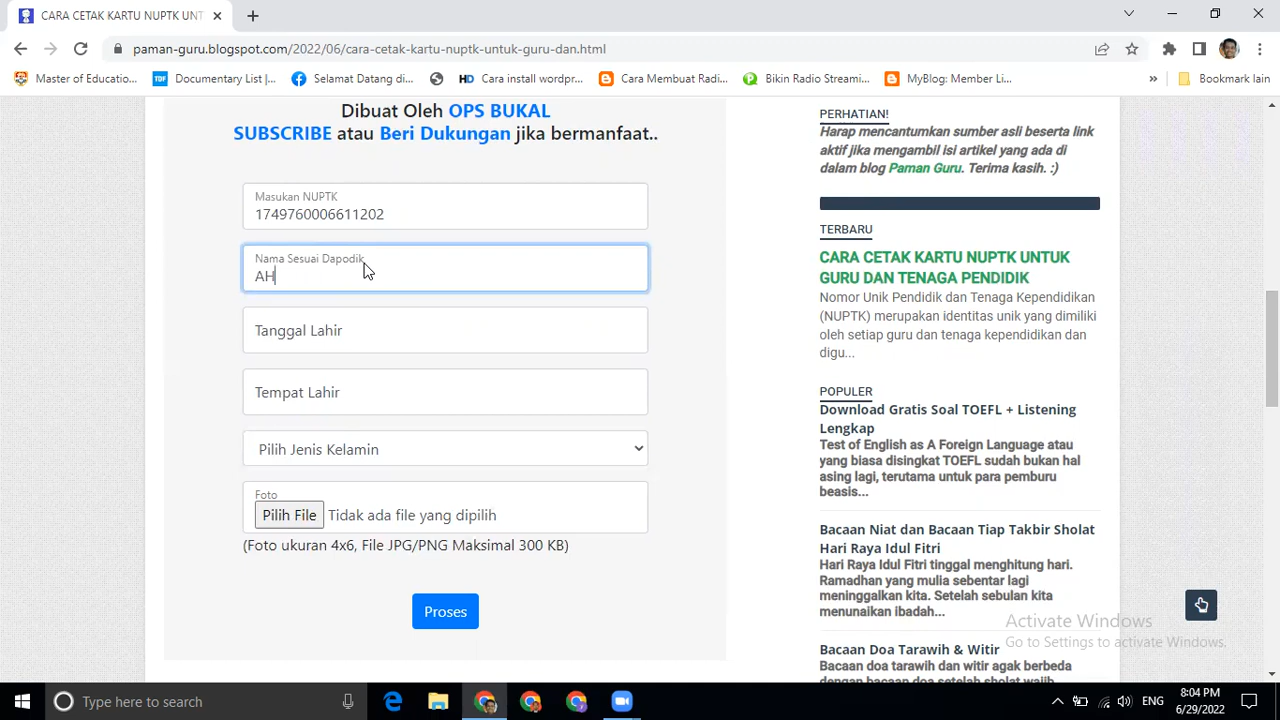 CARA CETAK KARTU NUPTK UNT
paman-guru.blogspot.com/2022/06/cara-cetak-kartu-nuptk-untuk-guru-dan.html
Master of Educatio...
TDF
Documentary List |...
Selamat Datang di...
HD
Cara install wordpr...
Cara Membuat Radi...
Bikin Radio Streami...
MyBlog: Member Li...
»
Bookmark lain
Dibuat Oleh OPS BUKAL
SUBSCRIBE atau Beri Dukungan jika bermanfaat..
Masukan NUPTK
1749760006611202
Nama Sesuai Dapodik
AH
Tanggal Lahir
Tempat Lahir
Pilih Jenis Kelamin
Foto
Pilih File Tidak ada file yang dipilih
(Foto ukuran 4x6, File JPG/PNG Maksimal 300 KB)
Proses
PERHATIAN!
Harap mencantumkan sumber asli beserta link
aktif jika mengambil isi artikel yang ada di
dalam blog Paman Guru. Terima kasih. :)
TERBARU
CARA CETAK KARTU NUPTK UNTUK
GURU DAN TENAGA PENDIDIK
Nomor Unik Pendidik dan Tenaga Kependidikan
(NUPTK) merupakan identitas unik yang dimiliki
oleh setiap guru dan tenaga kependidikan dan
digu...
POPULER
Download Gratis Soal TOEFL + Listening
Lengkap
Test of English as A Foreign Language atau
yang biasa disingkat TOEFL sudah bukan hal
asing lagi, terutama untuk para pemburu
beasis...
Bacaan Niat dan Bacaan Tiap Takbir Sholat
Hari Raya Idul Fitri
Hari Raya Idul Fitri tinggal menghitung hari.
Ramadhan yang mulia sebentar lagi
meninggalkan kita. Setelah sebulan kita
menunaikan ibadah...
Bacaan Doa Tarawih & Witir
Bacaan doa tarawih dan witir agak berbeda
dengan bacaan doa setelah sholat wajib
Activate Windows
Go to Settings to activate Windows.
Type here to search
ENG
8:04 PM
6/29/2022